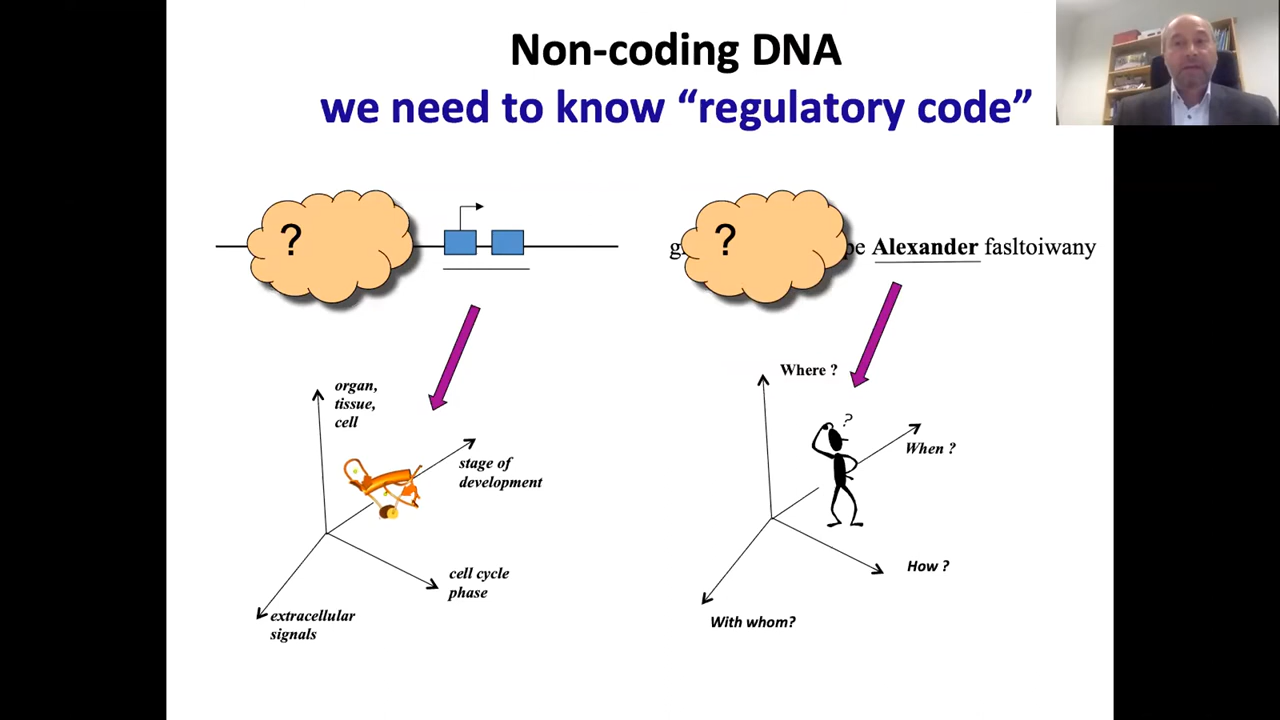 Non-coding DNA
we need to know “regulatory code”
?
? pe Alexander fasltoiwany
organ,
tissue,
cell
stage of
development
cell cycle
phase
extracellular
signals
Where ?
?
When ?
How ?
With whom?